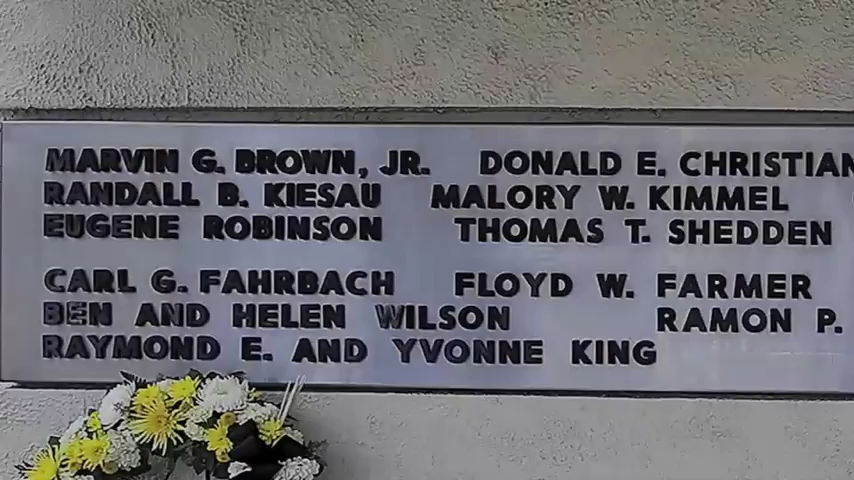 MARVIN G. BROWN, JR. DONALD E. CHRISTIAN
RANDALL B. KIESAU MALORY W. KIMMEL
EUGENE ROBINSON THOMAS T. SHEDDEN
CARL G. FAHRBACH FLOYD W. FARMER
BEN AND HELEN WILSON RAMON P.
RAYMOND E. AND YVONNE KING